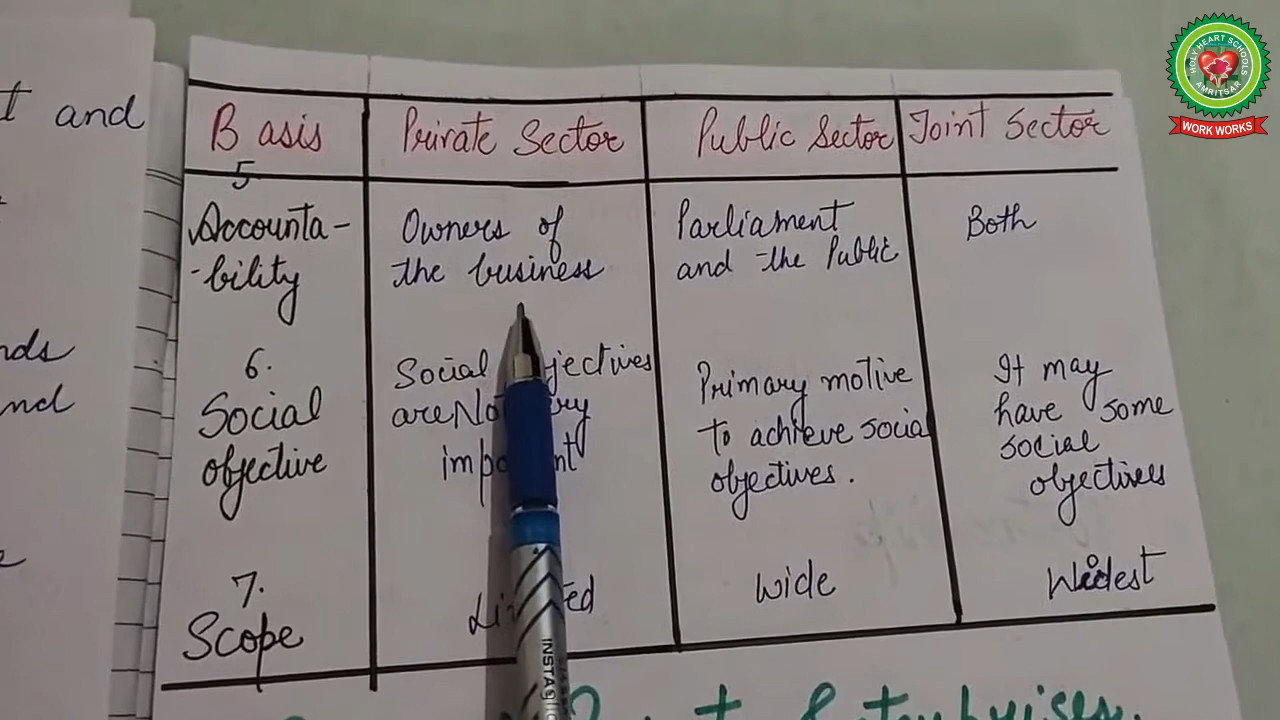 HOLY HEART SCHOOLS
AMRITSAR
WORK WORKS
t and
nds
nd
Basis Private Sector Public Sector Joint Sector
5
Accounta- Owners of Parliament Both
-bility the business and the Public
6. Social are Not Primary motive It may
Social to achieve social have some
objective objectives. social
objectives
7. wide Widest
Scope
INSTA